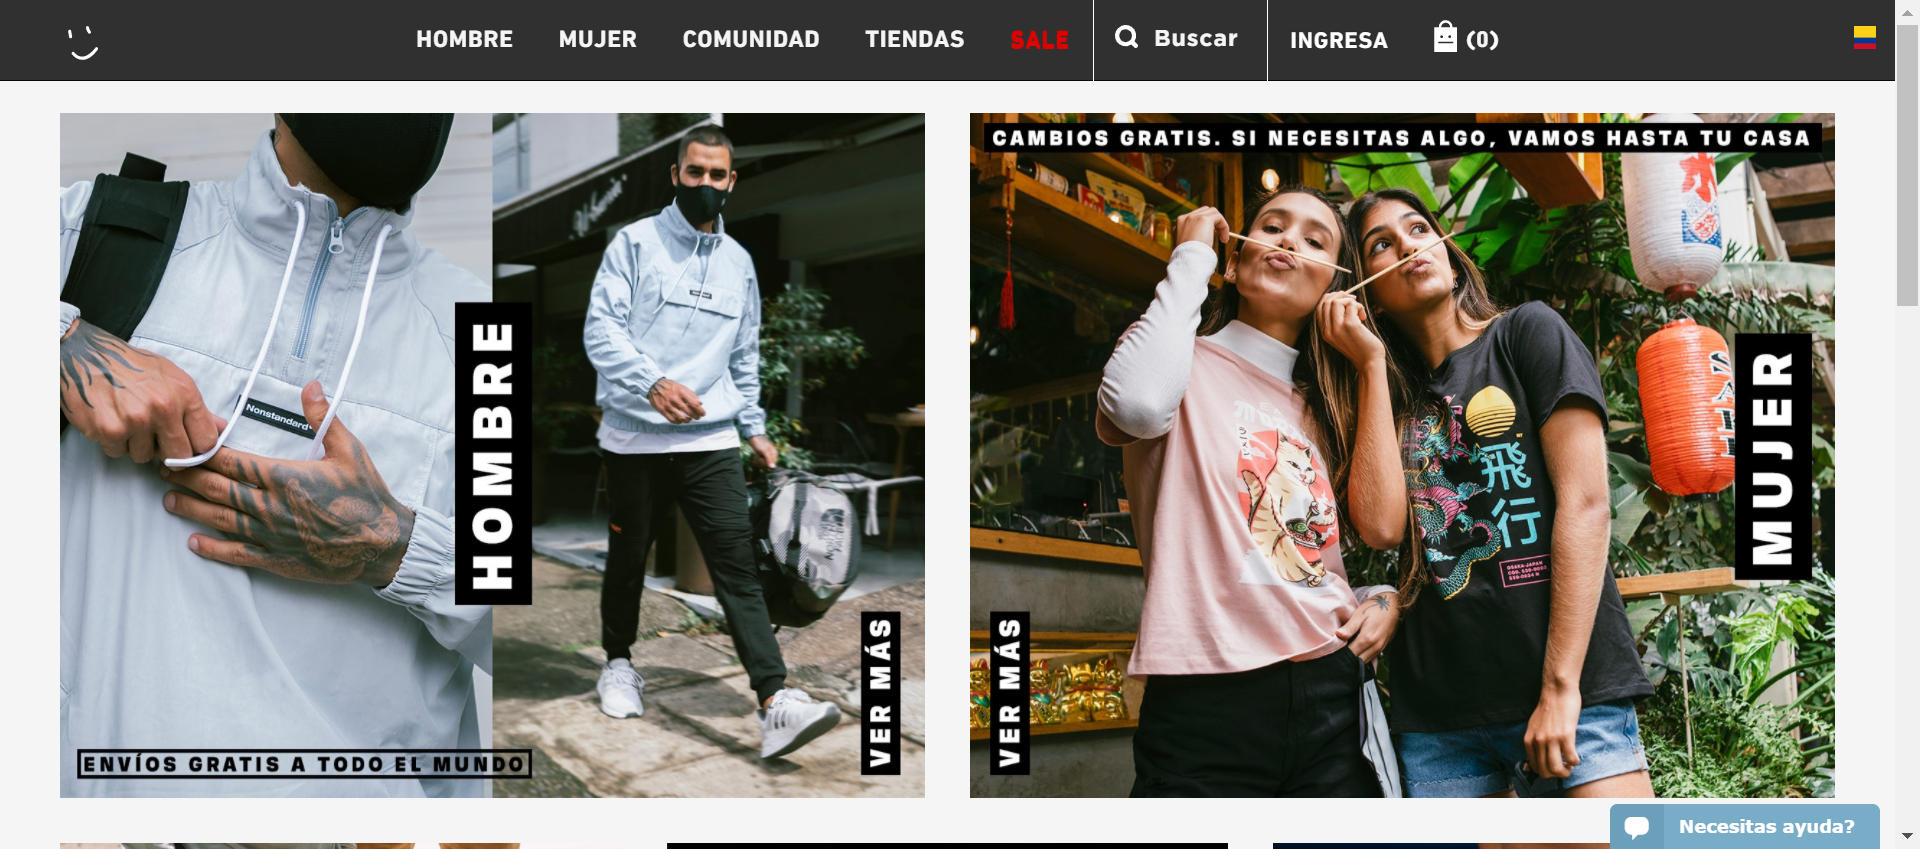 HOMBRE
MUJER
COMUNIDAD
TIENDAS
SALE
Buscar
INGRESA
(0)
Nonstandard
HOMBRE
VER MÁS
ENVÍOS GRATIS A TODO EL MUNDO
CAMBIOS GRATIS. SI NECESITAS ALGO, VAMOS HASTA TU CASA
飛行
MUJER
VER MÁS
Necesitas ayuda?